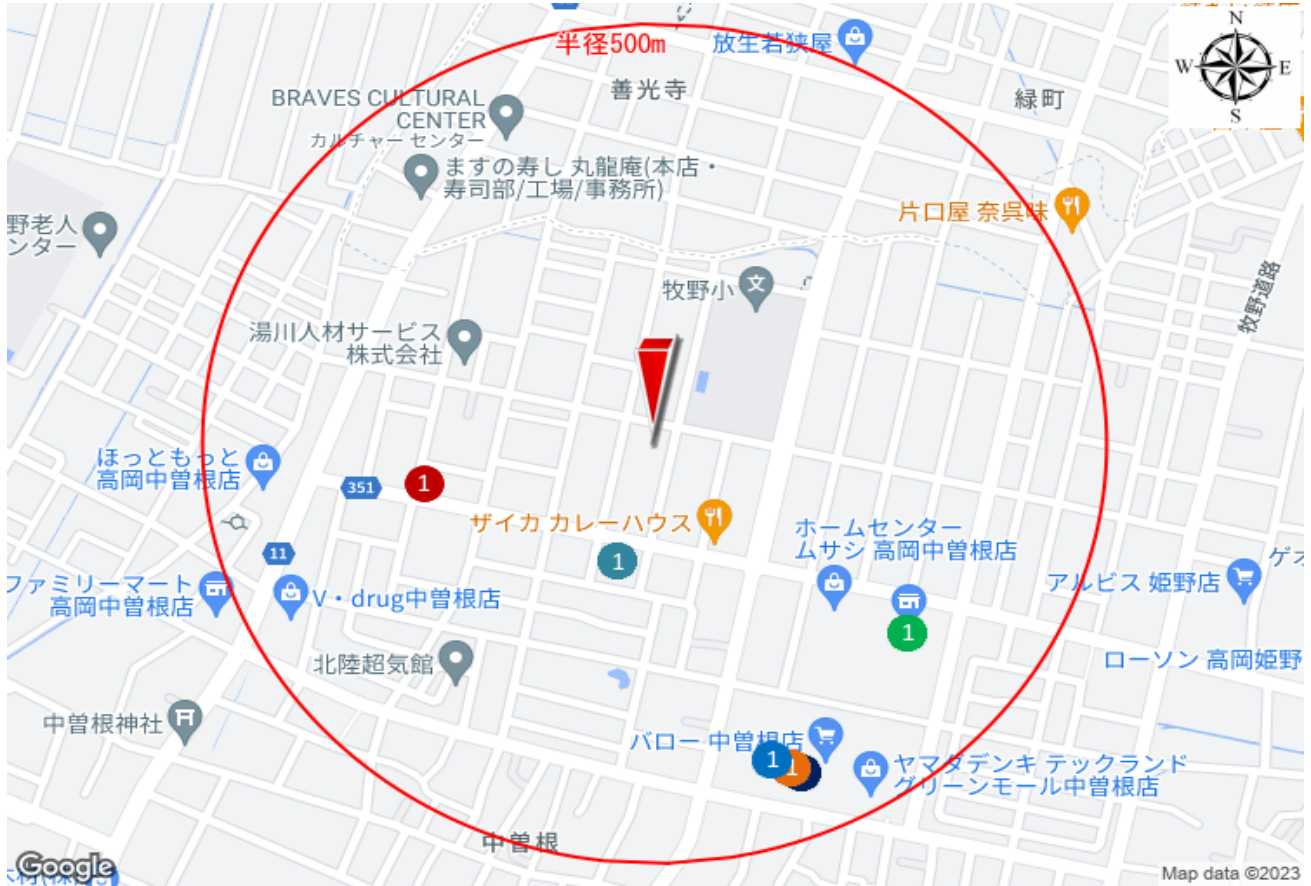 半径500m
放生若狭屋
N
W
E
S
善光寺
緑町
BRAVES CULTURAL
CENTER
カルチャー センター
ますの寿し 丸龍庵(本店・
寿司部/工場/事務所)
片口屋 奈呉味
野老人
ンター
牧野小
文
牧野道路
湯川人材サービス
株式会社
ほっともっと
高岡中曽根店
351
1
ザイカ カレーハウス
ホームセンター
ムサシ 高岡中曽根店
ゲオ
11
1
アルビス 姫野店
ファミリーマート
高岡中曽根店
V・drug中曽根店
1
北陸超気館
ローソン 高岡姫野
中曽根神社
バロー 中曽根店
1
1
ヤマダデンキ テックランド
グリーンモール中曽根店
中曽根
Google
Map data ©2023